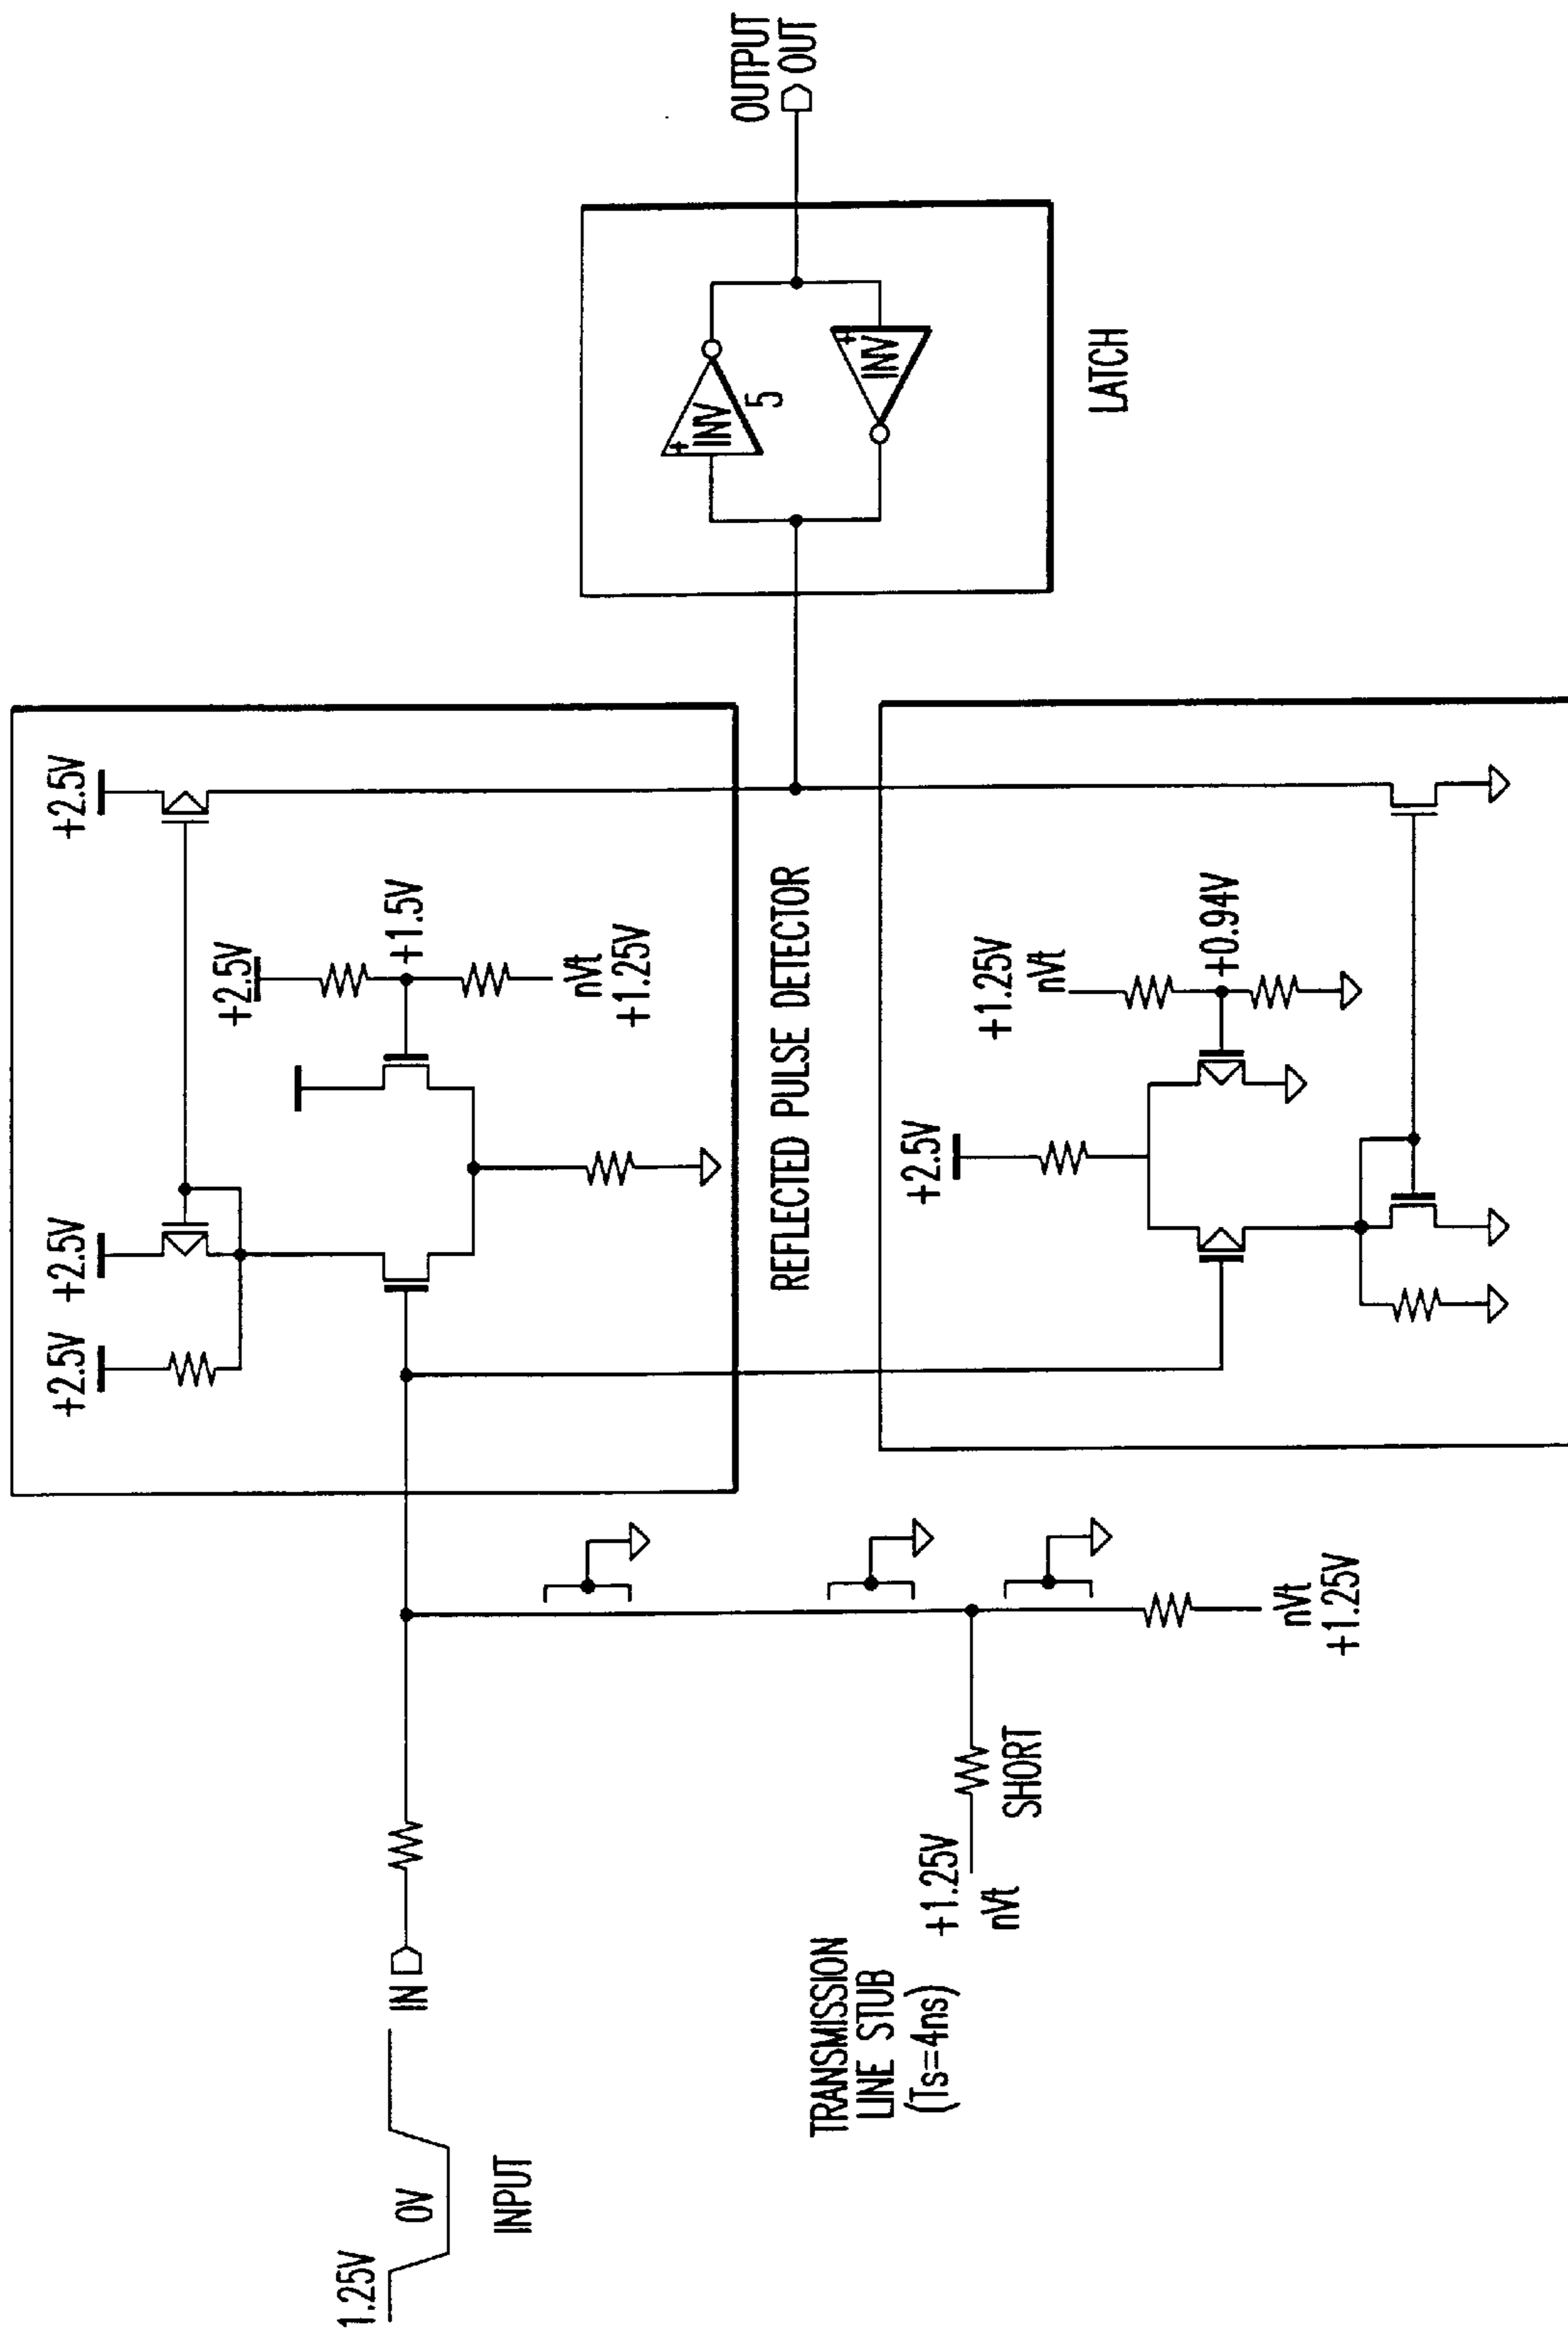 +2.5V
+2.5V
+2.5V
+2.5V
+1.5V
nVt
+1.25V
REFLECTED PULSE DETECTOR
OUTPUT
OUT
INV
5
INV
LATCH
1.25V
0V
INPUT
IN
TRANSMISSION
LINE STUB
(Ts=4ns)
+1.25V
nVt
SHORT
nVt
+1.25V
+2.5V
+1.25V
nVt
+0.94V